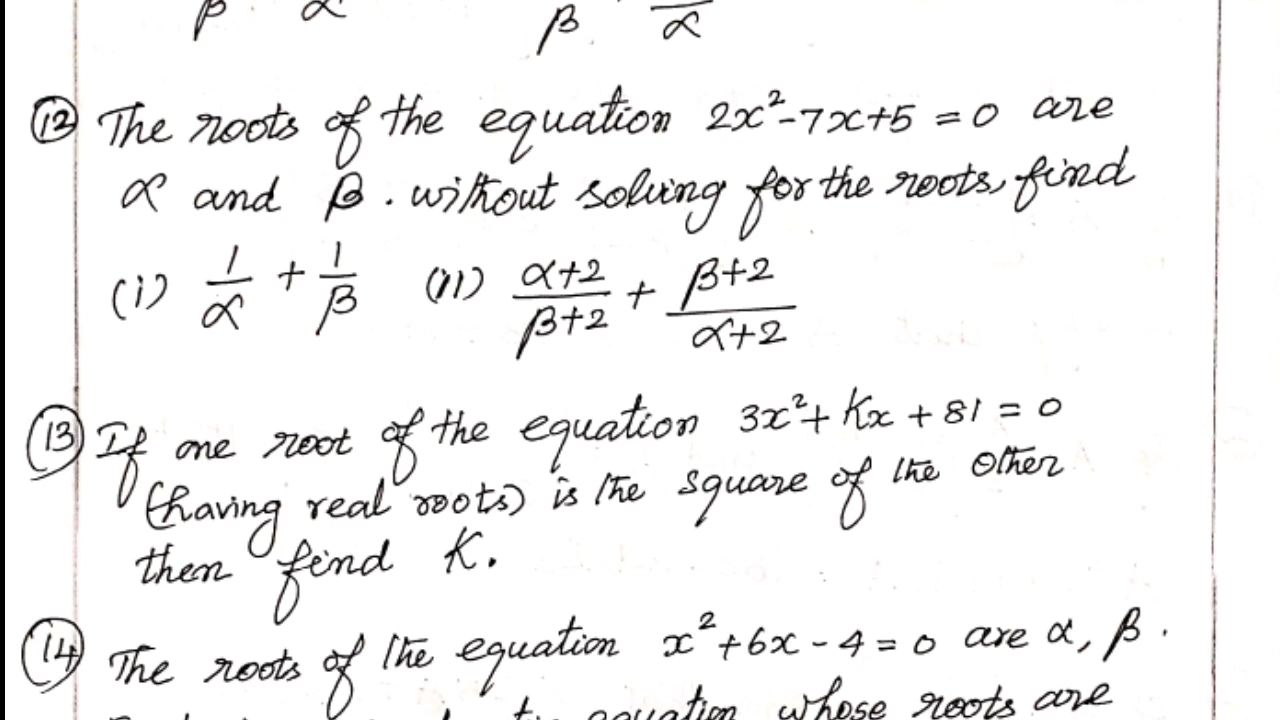 β α β α
(12) The roots of the equation 2x²-7x+5 = 0 are
α and β. without solving for the roots, find
(i) 1/α + 1/β (ii) α+2/β+2 + β+2/α+2
(13) If one root of the equation 3x²+Kx+81 = 0
(having real roots) is the square of the other
then find K.
(14) The roots of the equation x²+6x-4 = 0 are α, β.
equation whose roots are